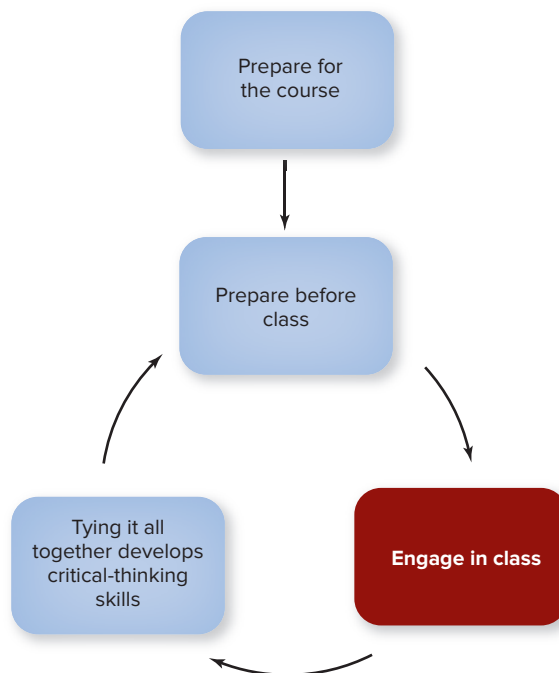 Prepare for
the course
Prepare before
class
Engage in class
Tying it all
together develops
critical-thinking
skills